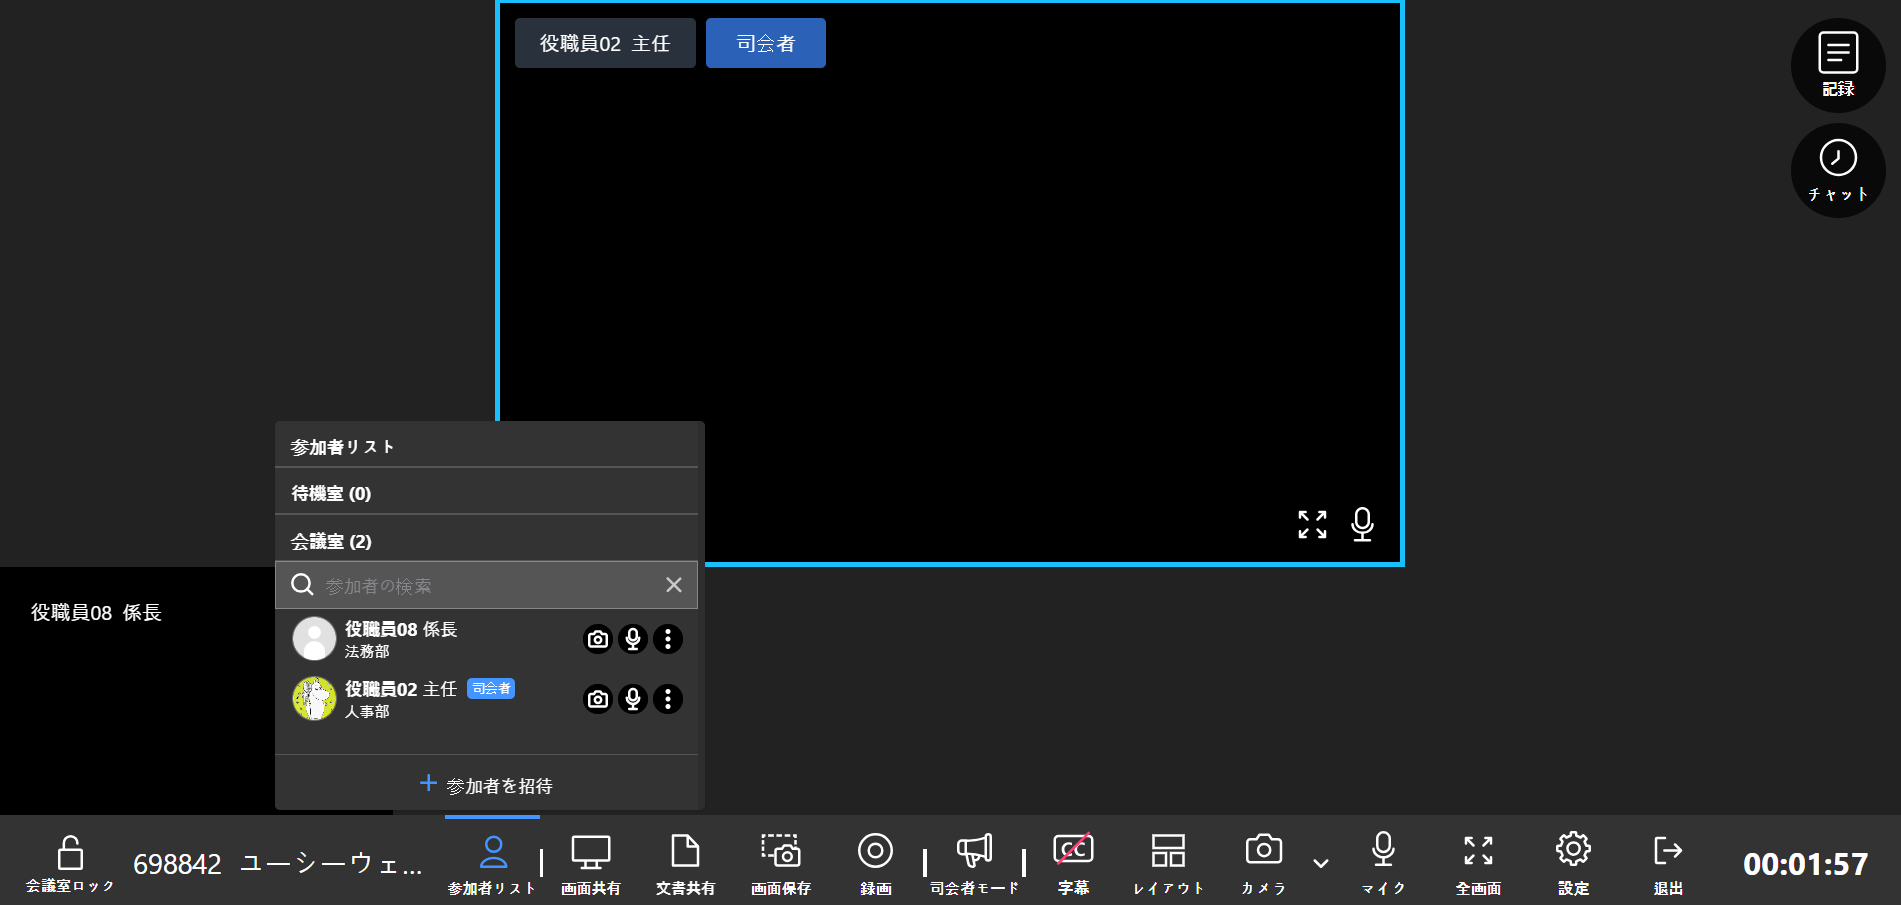 役職員02 主任
司会者
記録
チャット
役職員08 係長
参加者リスト
待機室 (0)
会議室 (2)
参加者の検索
役職員08 係長
法務部
役職員02 主任 司会者
人事部
+ 参加者を招待
会議室ロック
698842 ユーシーウェ...
参加者リスト
画面共有
文書共有
画面保存
録画
司会者モード
CC
字幕
レイアウト
カメラ
マイク
全画面
設定
退出
00:01:57